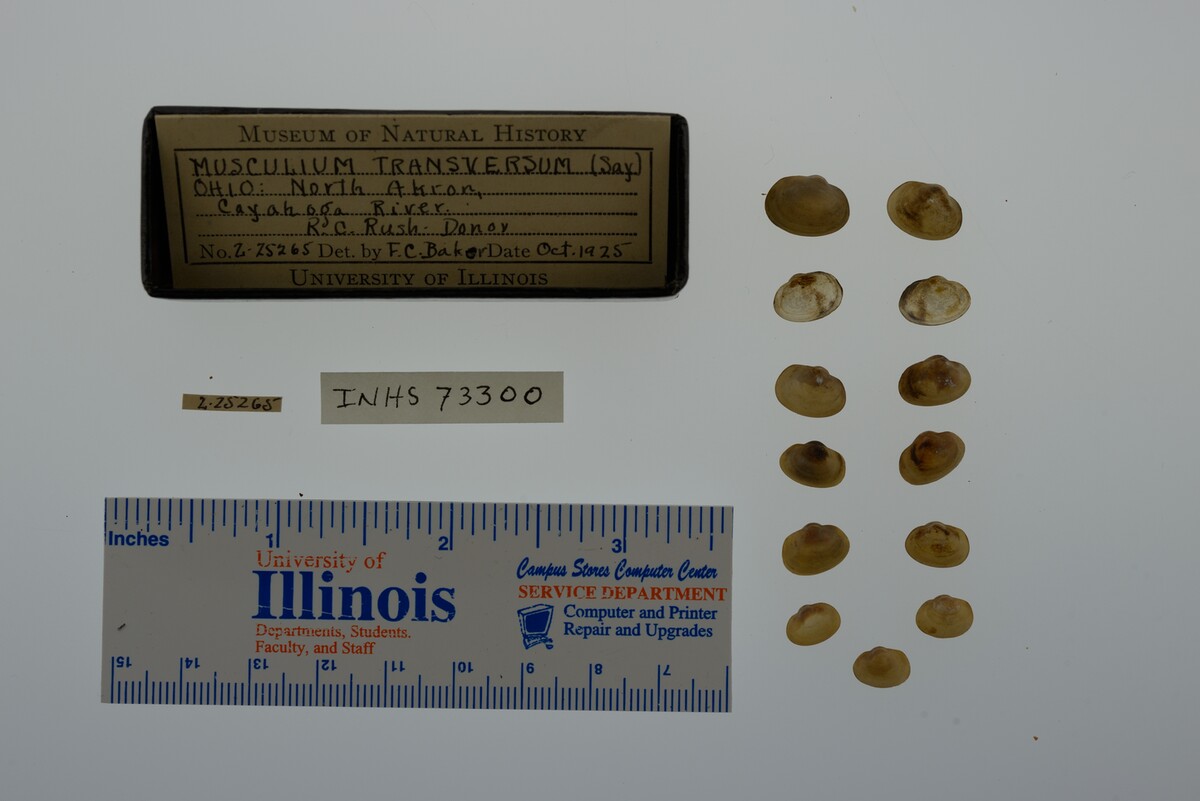 MUSEUM OF NATURAL HISTORY
MUSCULIUM TRANSVERSUM (Say)
OHIO: North Akron,
Cayahoga River.
R.C. Rush- Donor
No. Z-25265 Det. by F.C. Baker Date Oct. 1925
UNIVERSITY OF ILLINOIS
Z-25265
INHS 73300
Inches 1 2 3
University of
Illinois
Departments, Students.
Faculty, and Staff
Campus Stores Computer Center
SERVICE DEPARTMENT
Computer and Printer
Repair and Upgrades
15 14 13 12 11 10 9 8 7